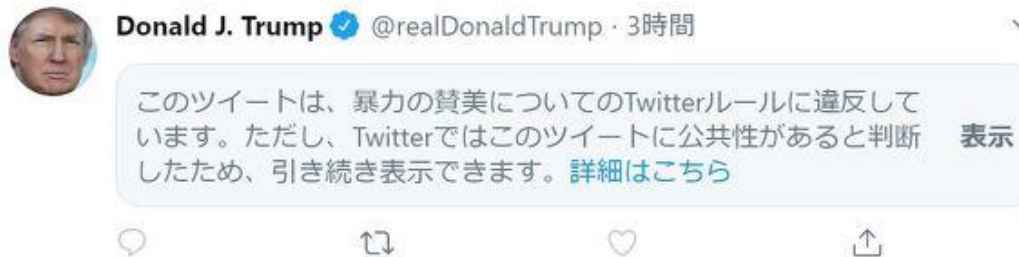 Donald J. Trump @realDonaldTrump · 3時間
このツイートは、暴力の賛美についてのTwitterルールに違反して
います。ただし、Twitterではこのツイートに公共性があると判断 表示
したため、引き続き表示できます。詳細はこちら